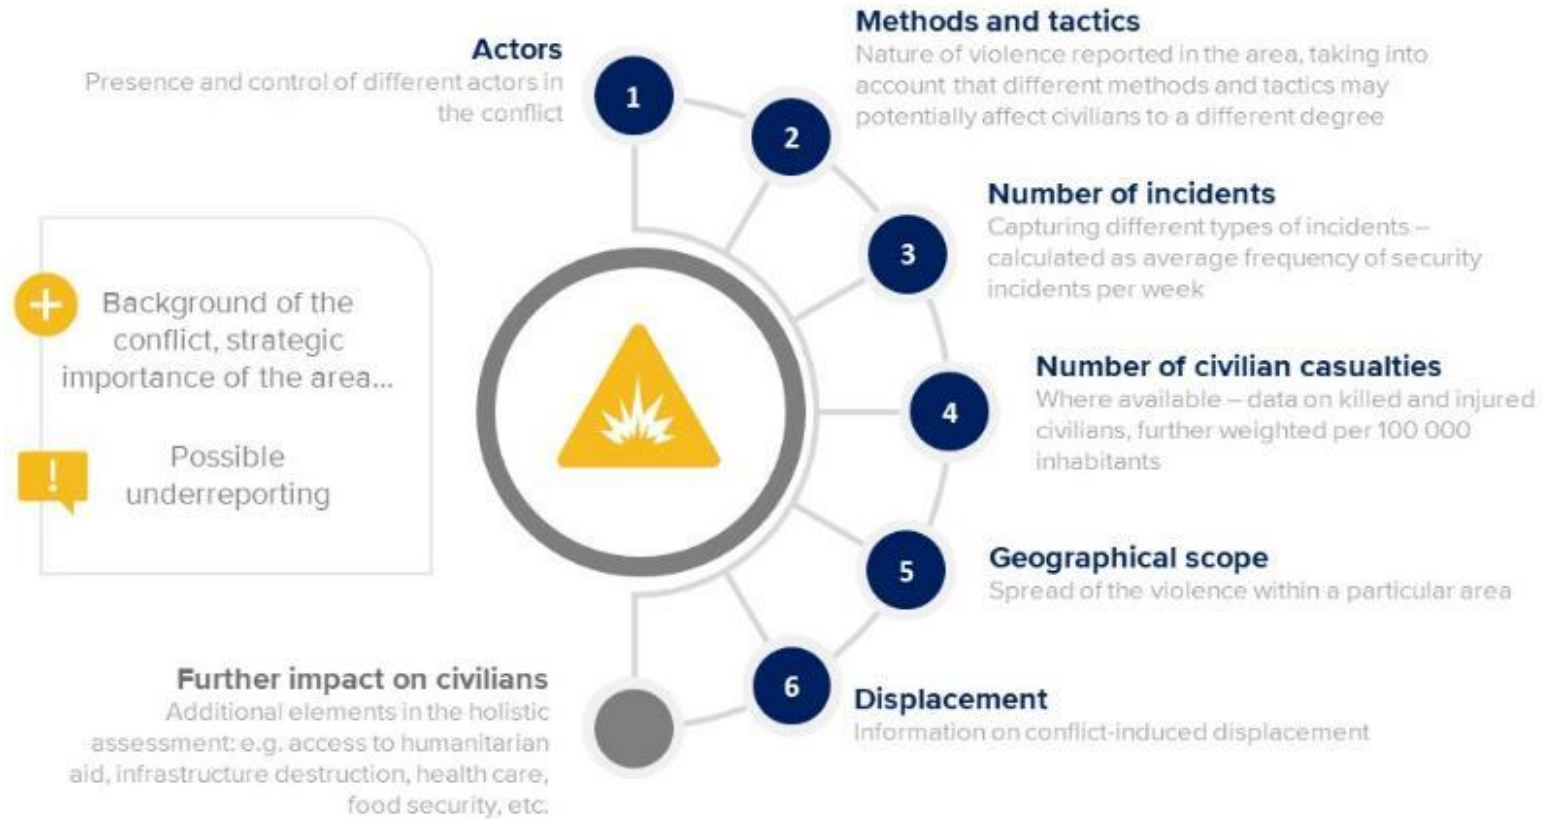 Actors
Presence and control of different actors in
the conflict
1
Methods and tactics
Nature of violence reported in the area, taking into
account that different methods and tactics may
potentially affect civilians to a different degree
2
Number of incidents
Capturing different types of incidents –
calculated as average frequency of security
incidents per week
3
Number of civilian casualties
Where available – data on killed and injured
civilians, further weighted per 100 000
inhabitants
4
Geographical scope
Spread of the violence within a particular area
5
Displacement
Information on conflict-induced displacement
6
Further impact on civilians
Additional elements in the holistic
assessment: e.g. access to humanitarian
aid, infrastructure destruction, health care,
food security, etc.
+
Background of the
conflict, strategic
importance of the area...
!
Possible
underreporting